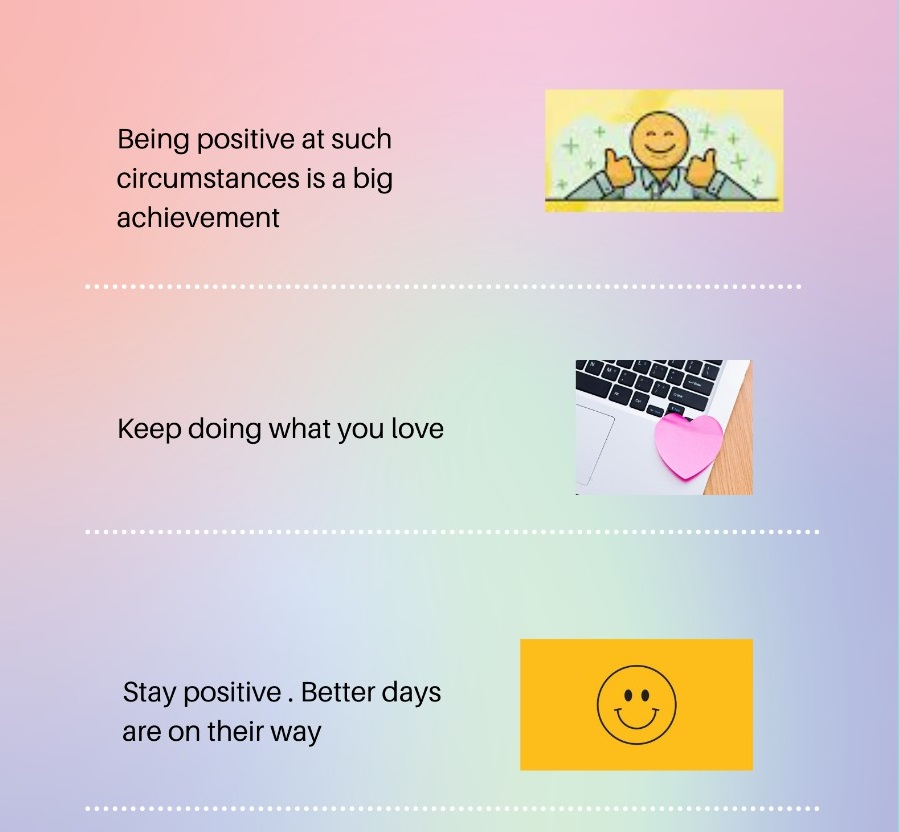 Being positive at such
circumstances is a big
achievement
Keep doing what you love
Stay positive . Better days
are on their way